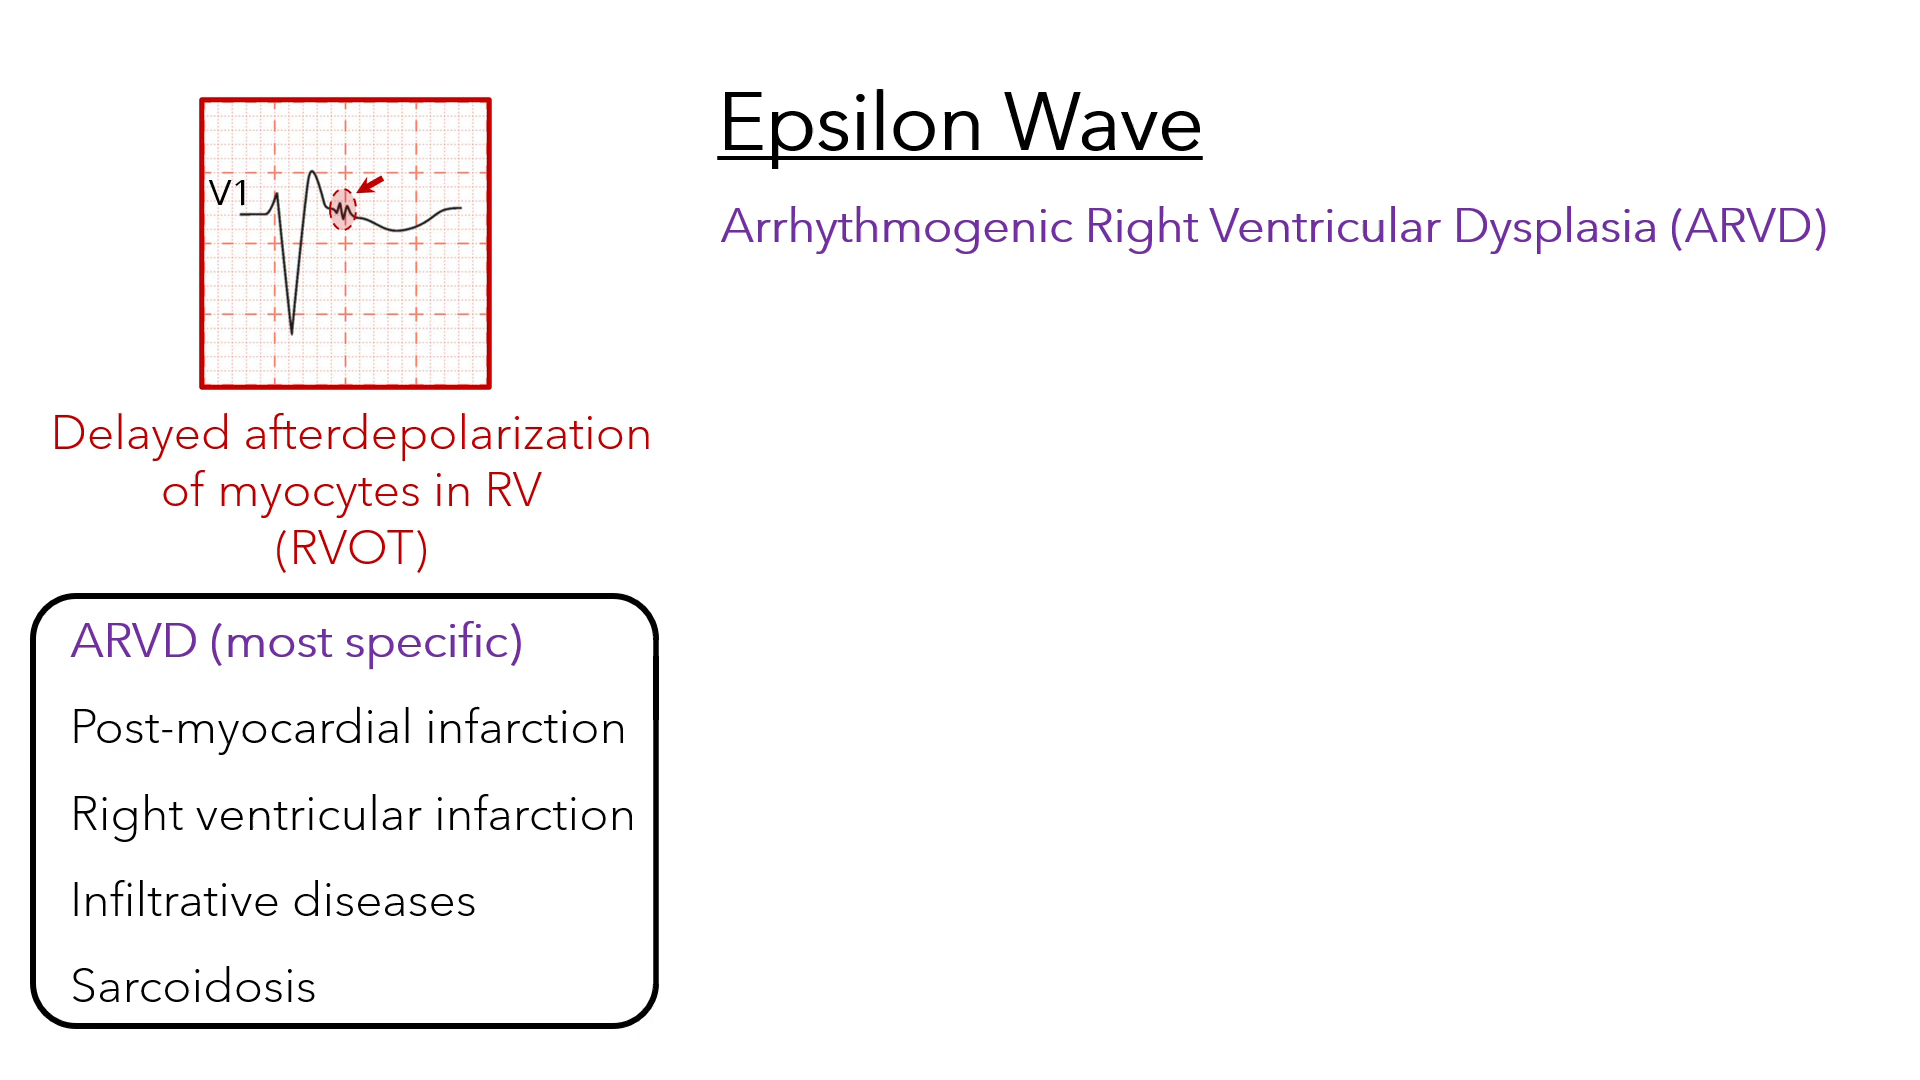 Epsilon Wave
Arrhythmogenic Right Ventricular Dysplasia (ARVD)
V1
Delayed afterdepolarization
of myocytes in RV
(RVOT)
ARVD (most specific)
Post-myocardial infarction
Right ventricular infarction
Infiltrative diseases
Sarcoidosis